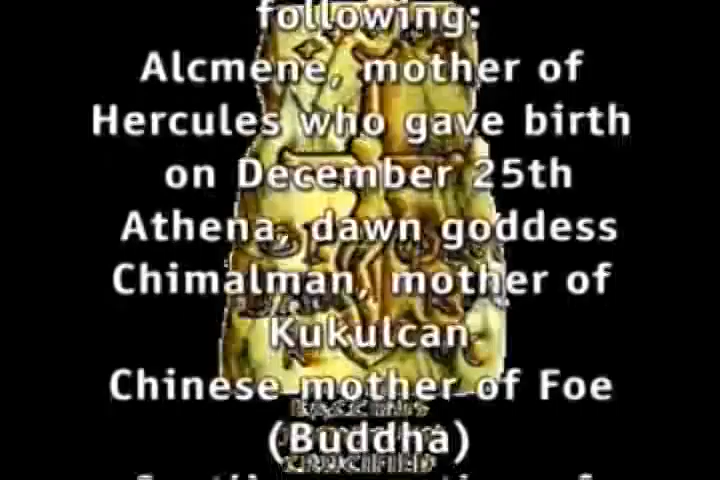 following:
Alcmene, mother of
Hercules who gave birth
on December 25th
Athena, dawn goddess
Chimalman, mother of
Kukulcan
Chinese mother of Foe
(Buddha)